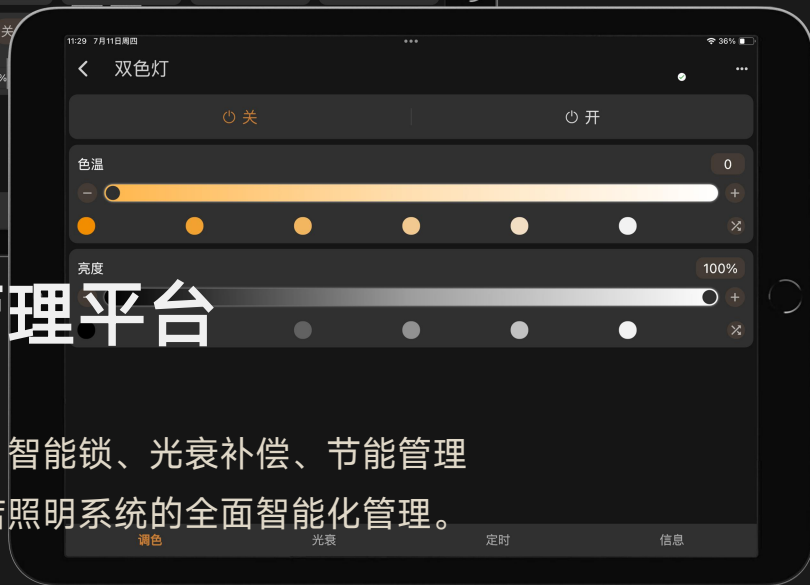 关
%
11:29 7月11日周四
36%
双色灯
关
开
色温
0
亮度
100%
理平台
智能锁、光衰补偿、节能管理
照明系统的全面智能化管理。
调色
光衰
定时
信息